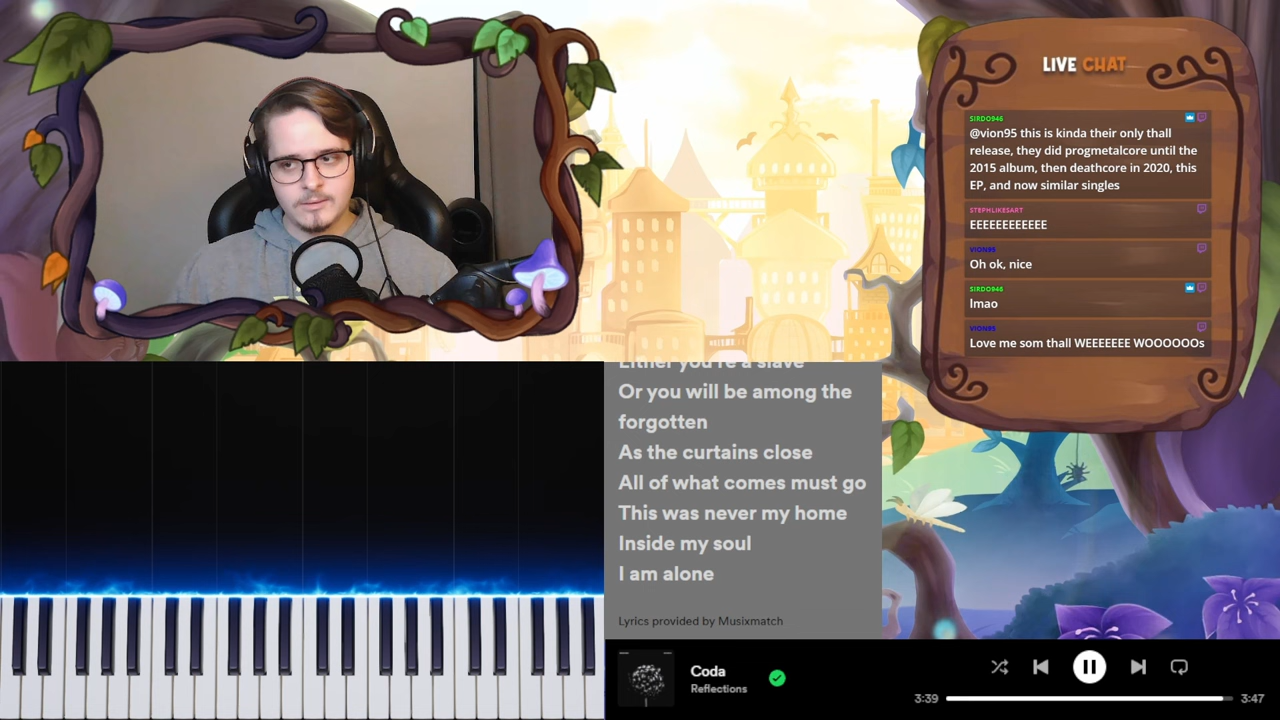 LIVE CHAT
SIRDO946
@vion95 this is kinda their only thall
release, they did progmetalcore until the
2015 album, then deathcore in 2020, this
EP, and now similar singles
STEPHLIKESART
EEEEEEEEEEEE
VION95
Oh ok, nice
SIRDO946
lmao
VION95
Love me som thall WEEEEEEE WOOOOOOs
Either you're a slave
Or you will be among the
forgotten
As the curtains close
All of what comes must go
This was never my home
Inside my soul
I am alone
Lyrics provided by Musixmatch
Coda
Reflections
3:39
3:47